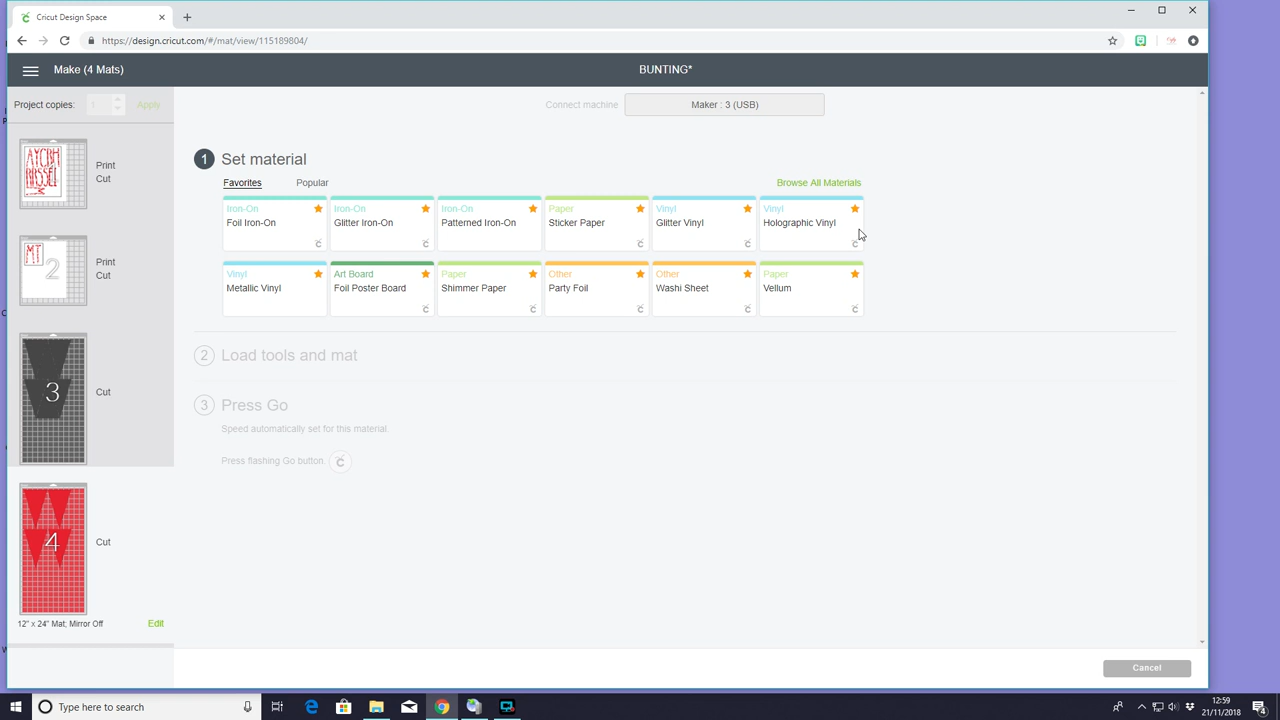 Cricut Design Space
https://design.cricut.com/#/mat/view/115189804/
Make (4 Mats)
BUNTING*
Project copies:
1
Apply
Connect machine
Maker : 3 (USB)
Print
Cut
Print
Cut
2
3
Cut
4
Cut
12" x 24" Mat; Mirror Off
Edit
1
Set material
Favorites
Popular
Browse All Materials
Iron-On
Foil Iron-On
Iron-On
Glitter Iron-On
Iron-On
Patterned Iron-On
Paper
Sticker Paper
Vinyl
Glitter Vinyl
Vinyl
Holographic Vinyl
Vinyl
Metallic Vinyl
Art Board
Foil Poster Board
Paper
Shimmer Paper
Other
Party Foil
Other
Washi Sheet
Paper
Vellum
2
Load tools and mat
3
Press Go
Speed automatically set for this material.
Press flashing Go button.
Cancel
Type here to search
12:59
21/11/2018
4